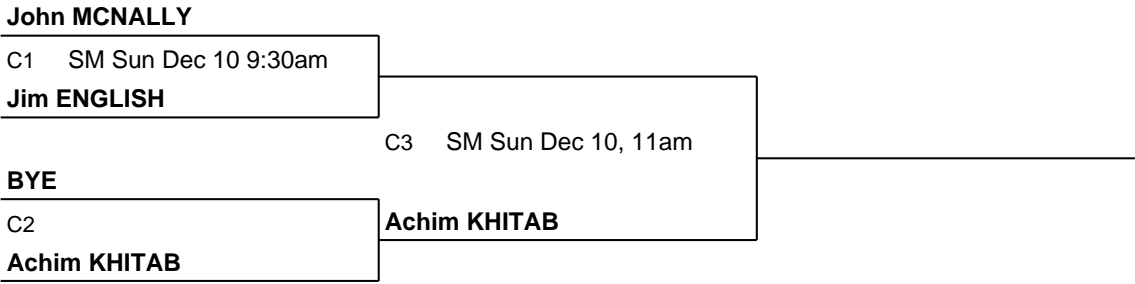 John MCNALLY
C1 SM Sun Dec 10 9:30am
Jim ENGLISH
C3 SM Sun Dec 10, 11am
BYE
C2
Achim KHITAB
Achim KHITAB